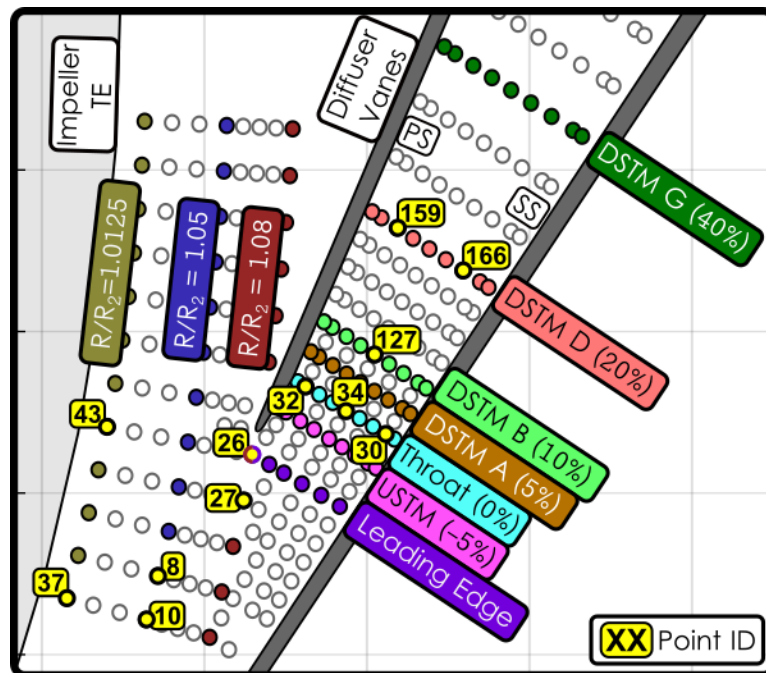 Impeller
TE
Diffuser
Vanes
PS
SS
DSTM G (40%)
R/R₂=1.0125
R/R₂ = 1.05
R/R₂ = 1.08
159
166
DSTM D (20%)
127
DSTM B (10%)
DSTM A (5%)
Throat (0%)
USTM (-5%)
Leading Edge
32
34
30
43
26
27
8
37
10
XX Point ID